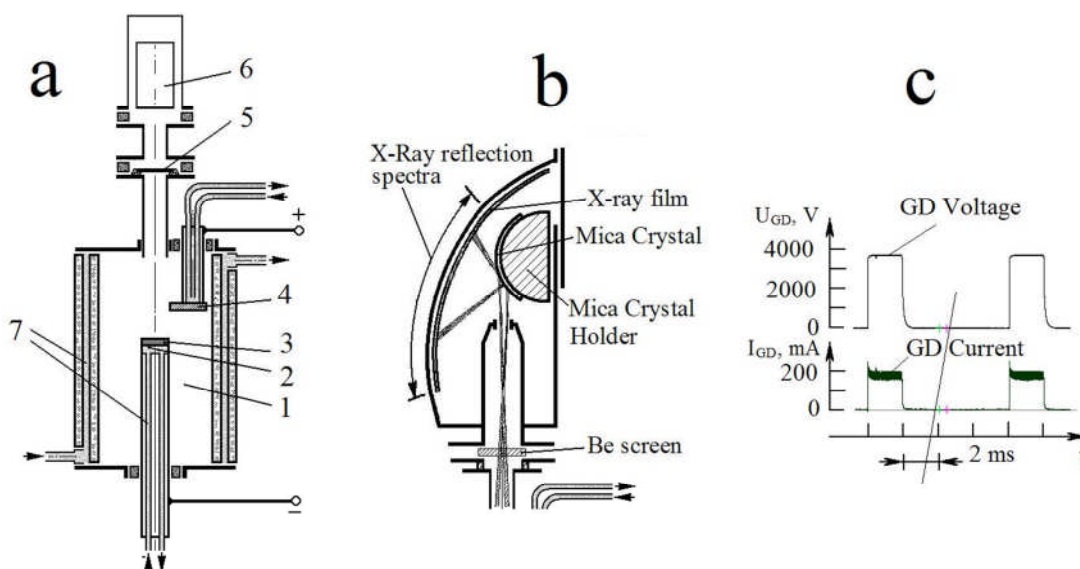 a
6
5
+
4
3
2
1
7
−
b
X-Ray reflection
spectra
X-ray film
Mica Crystal
Mica Crystal
Holder
Be screen
c
U_GD, V
GD Voltage
4000
2000
0
I_GD, mA
GD Current
200
0
2 ms